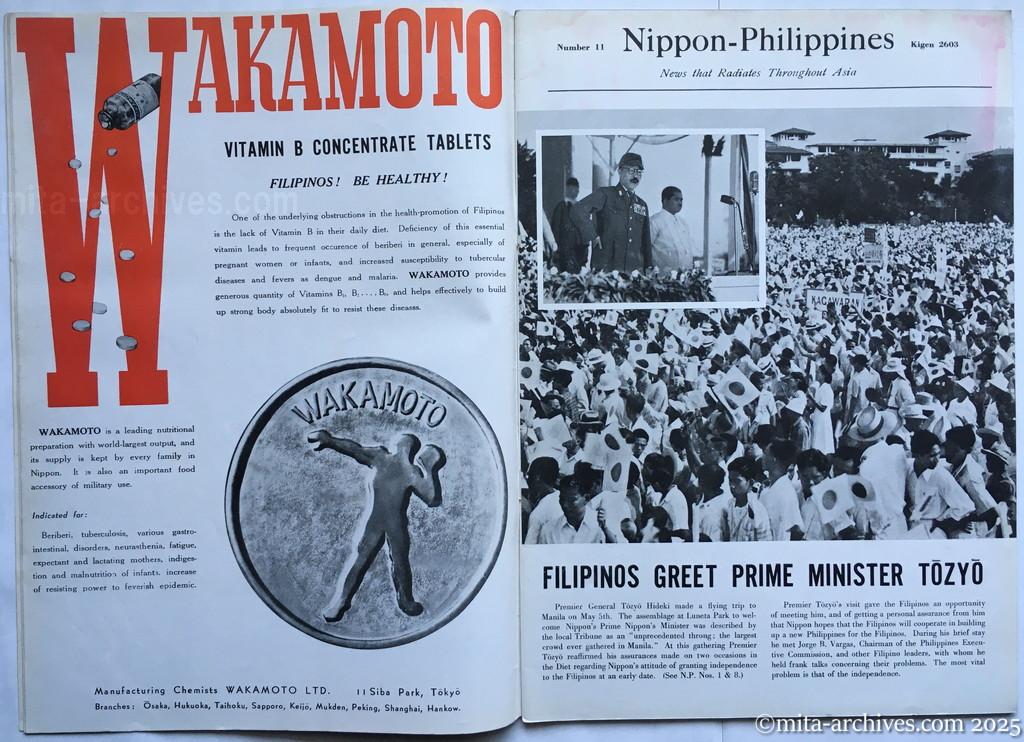 WAKAMOTO
VITAMIN B CONCENTRATE TABLETS
FILIPINOS! BE HEALTHY!
One of the underlying obstructions in the health-promotion of Filipinos
is the lack of Vitamin B in their daily diet. Deficiency of this essential
vitamin leads to frequent occurence of beriberi in general, especially of
pregnant women or infants, and increased susceptibility to tubercular
diseases and fevers as dengue and malaria. WAKAMOTO provides
generous quantity of Vitamins B₁, B₂.... B₆, and helps effectively to build
up strong body absolutely fit to resist these diseases.
WAKAMOTO is a leading nutritional
preparation with world-largest output, and
its supply is kept by every family in
Nippon. It is also an important food
accessory of military use.
Indicated for:
Beriberi, tuberculosis, various gastro-
intestinal, disorders, neurasthenia, fatigue,
expectant and lactating mothers, indiges-
tion and malnutrition of infants, increase
of resisting power to feverish epidemic.
WAKAMOTO
Manufacturing Chemists WAKAMOTO LTD. 11 Siba Park, Tōkyō
Branches: Ōsaka, Hukuoka, Taihoku, Sapporo, Keijō, Mukden, Peking, Shanghai, Hankow.
mita-archives.com
Number 11 Nippon-Philippines Kigen 2603
News that Radiates Throughout Asia
KAGAWARAN
FILIPINOS GREET PRIME MINISTER TŌZYŌ
Premier General Tōzyō Hideki made a flying trip to
Manila on May 5th. The assemblage at Luneta Park to wel-
come Nippon's Prime Nippon's Minister was described by
the local Tribune as an "unprecedented throng; the largest
crowd ever gathered in Manila." At this gathering Premier
Tōzyō reaffirmed his assurances made on two occasions in
the Diet regarding Nippon's attitude of granting independence
to the Filipinos at an early date. (See N.P. Nos. 1 & 8.)
Premier Tōzyō's visit gave the Filipinos an opportunity
of meeting him, and of getting a personal assurance from him
that Nippon hopes that the Filipinos will cooperate in building
up a new Philippines for the Filipinos. During his brief stay
he met Jorge B. Vargas, Chairman of the Philippines Execu-
tive Commission, and other Filipino leaders, with whom he
held frank talks concerning their problems. The most vital
problem is that of the independence.
©mita-archives.com 2025